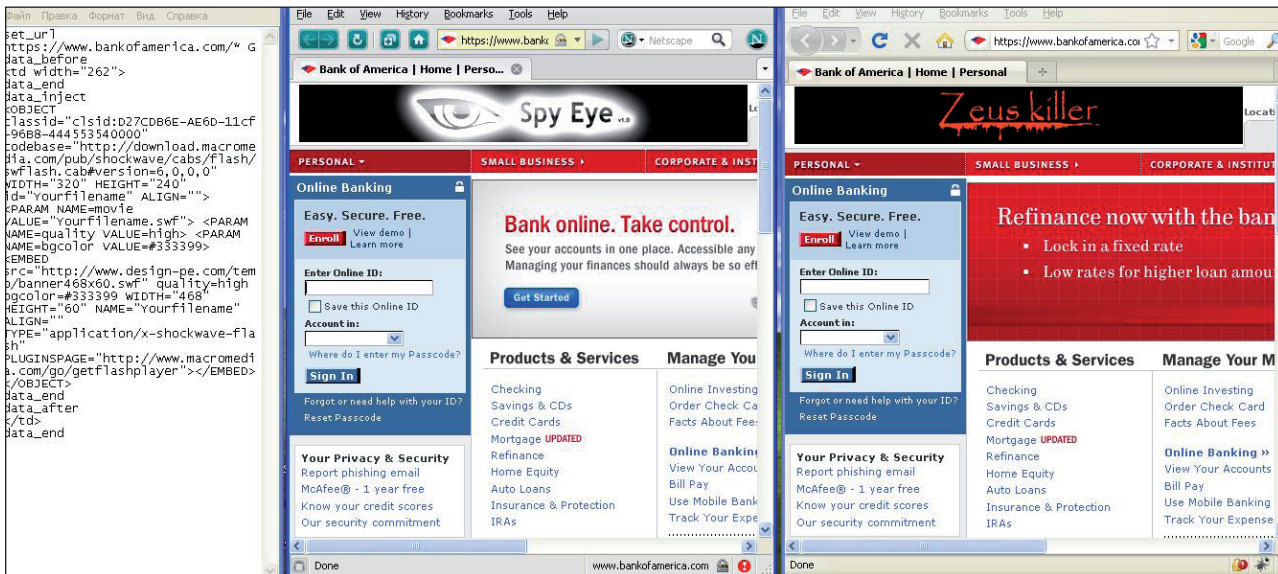 Файл Правка Формат Вид Справка
set_url
https://www.bankofamerica.com/* G
data_before
<td width="262">
data_end
data_inject
<OBJECT
classid="clsid:D27CDB6E-AE6D-11cf
-96B8-444553540000"
codebase="http://download.macrome
dia.com/pub/shockwave/cabs/flash/
swflash.cab#version=6,0,0,0"
WIDTH="320" HEIGHT="240"
id="Yourfilename" ALIGN="">
<PARAM NAME=movie
VALUE="Yourfilename.swf"> <PARAM
NAME=quality VALUE=high> <PARAM
NAME=bgcolor VALUE=#333399>
<EMBED
src="http://www.design-pe.com/tem
p/banner468x60.swf" quality=high
bgcolor=#333399 WIDTH="468"
HEIGHT="60" NAME="Yourfilename"
ALIGN=""
TYPE="application/x-shockwave-fla
sh"
PLUGINSPAGE="http://www.macromedi
a.com/go/getflashplayer"></EMBED>
</OBJECT>
data_end
data_after
</td>
data_end
File Edit View History Bookmarks Tools Help
https://www.banko
Netscape
Bank of America | Home | Perso...
Spy Eye v1.0
Lo
PERSONAL SMALL BUSINESS CORPORATE & INST
Online Banking
Easy. Secure. Free.
Enroll View demo |
Learn more
Enter Online ID:
Save this Online ID
Account in:
Where do I enter my Passcode?
Sign In
Forgot or need help with your ID?
Reset Passcode
Your Privacy & Security
Report phishing email
McAfee® - 1 year free
Know your credit scores
Our security commitment
Bank online. Take control.
See your accounts in one place. Accessible any
Managing your finances should always be so eff
Get Started
Products & Services
Checking
Savings & CDs
Credit Cards
Mortgage UPDATED
Refinance
Home Equity
Auto Loans
Insurance & Protection
IRAs
Manage You
Online Investing
Order Check Ca
Facts About Fees
Online Banking
View Your Accou
Bill Pay
Use Mobile Bank
Track Your Expe
Done www.bankofamerica.com
File Edit View History Bookmarks Tools Help
https://www.bankofamerica.com
Google
Bank of America | Home | Personal
Zeus killer
Locati
PERSONAL SMALL BUSINESS CORPORATE & INSTITUT
Online Banking
Easy. Secure. Free.
Enroll View demo |
Learn more
Enter Online ID:
Save this Online ID
Account in:
Where do I enter my Passcode?
Sign In
Forgot or need help with your ID?
Reset Passcode
Your Privacy & Security
Report phishing email
McAfee® - 1 year free
Know your credit scores
Our security commitment
Refinance now with the ban
• Lock in a fixed rate
• Low rates for higher loan amou
Products & Services
Checking
Savings & CDs
Credit Cards
Mortgage UPDATED
Refinance
Home Equity
Auto Loans
Insurance & Protection
IRAs
Manage Your M
Online Investing
Order Check Card
Facts About Fees
Online Banking »
View Your Accounts
Bill Pay
Use Mobile Banking
Track Your Expense
Done